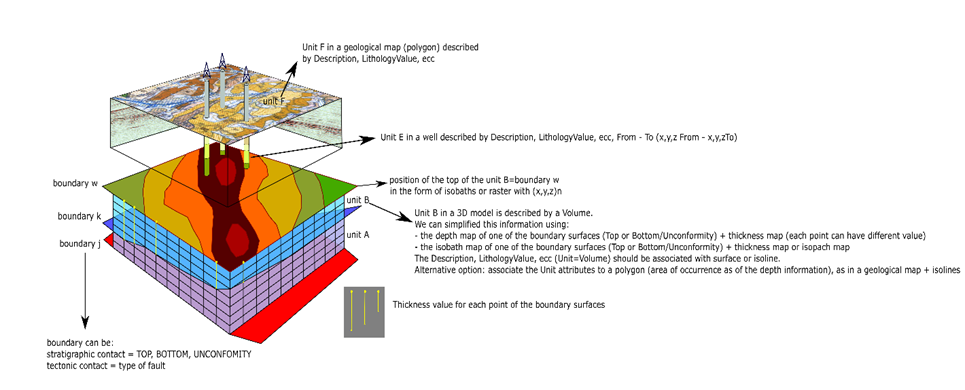 Unit F in a geological map (polygon) described
by Description, LithologyValue, ecc
unit F
Unit E in a well described by Description, LithologyValue, ecc, From - To (x,y,z From - x,y,zTo)
boundary w
position of the top of the unit B=boundary w
in the form of isobaths or raster with (x,y,z)n
unit B
boundary k
Unit B in a 3D model is described by a Volume.
We can simplified this information using:
- the depth map of one of the boundary surfaces (Top or Bottom/Unconformity) + thickness map (each point can have different value)
- the isobath map of one of the boundary surfaces (Top or Bottom/Unconformity) + thickness map or isopach map
The Description, LithologyValue, ecc (Unit=Volume) should be associated with surface or isoline.
Alternative option: associate the Unit attributes to a polygon (area of occurrence as of the depth information), as in a geological map + isolines
unit A
boundary j
Thickness value for each point of the boundary surfaces
boundary can be:
stratigraphic contact = TOP, BOTTOM, UNCONFOMITY
tectonic contact = type of fault